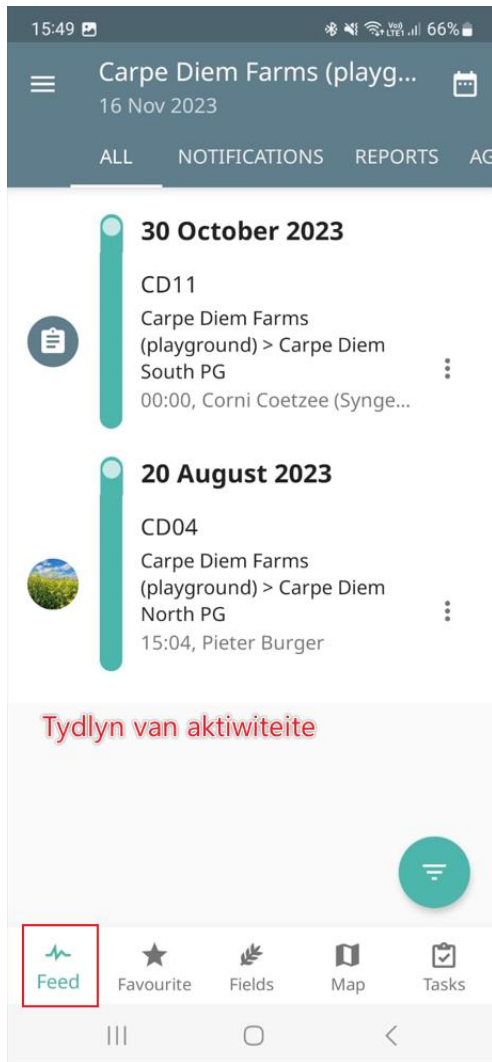 15:49
Vo)) LTE1 66%
Carpe Diem Farms (playg...
16 Nov 2023
ALL NOTIFICATIONS REPORTS AG
30 October 2023
CD11
Carpe Diem Farms
(playground) > Carpe Diem
South PG
00:00, Corni Coetzee (Synge...
20 August 2023
CD04
Carpe Diem Farms
(playground) > Carpe Diem
North PG
15:04, Pieter Burger
Tydlyn van aktiwiteite
Feed Favourite Fields Map Tasks